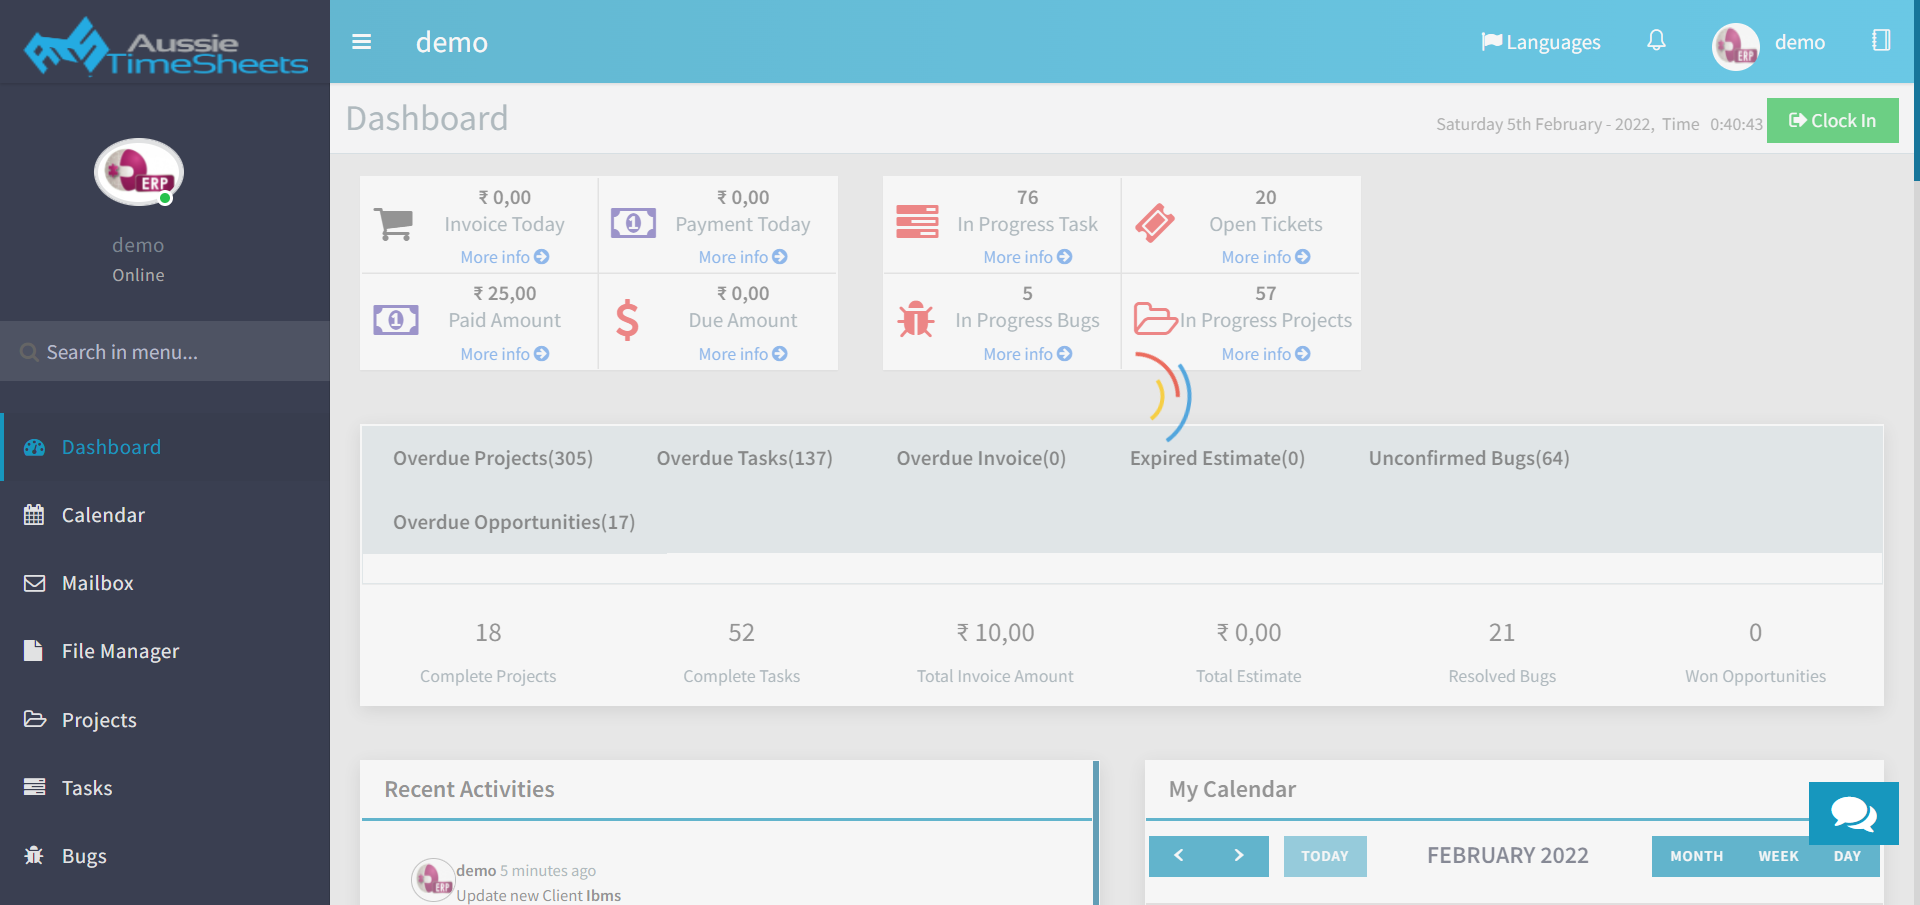 Aussie
TimeSheets
demo
Languages
demo
ERP
demo
Online
Search in menu...
Dashboard
Calendar
Mailbox
File Manager
Projects
Tasks
Bugs
Dashboard
Saturday 5th February - 2022, Time 0:40:43
Clock In
₹ 0,00
Invoice Today
More info
₹ 0,00
Payment Today
More info
76
In Progress Task
More info
20
Open Tickets
More info
₹ 25,00
Paid Amount
More info
₹ 0,00
Due Amount
More info
5
In Progress Bugs
More info
57
In Progress Projects
More info
Overdue Projects(305)
Overdue Tasks(137)
Overdue Invoice(0)
Expired Estimate(0)
Unconfirmed Bugs(64)
Overdue Opportunities(17)
18
Complete Projects
52
Complete Tasks
₹ 10,00
Total Invoice Amount
₹ 0,00
Total Estimate
21
Resolved Bugs
0
Won Opportunities
Recent Activities
ERP
demo 5 minutes ago
Update new Client Ibms
My Calendar
TODAY
FEBRUARY 2022
MONTH
WEEK
DAY